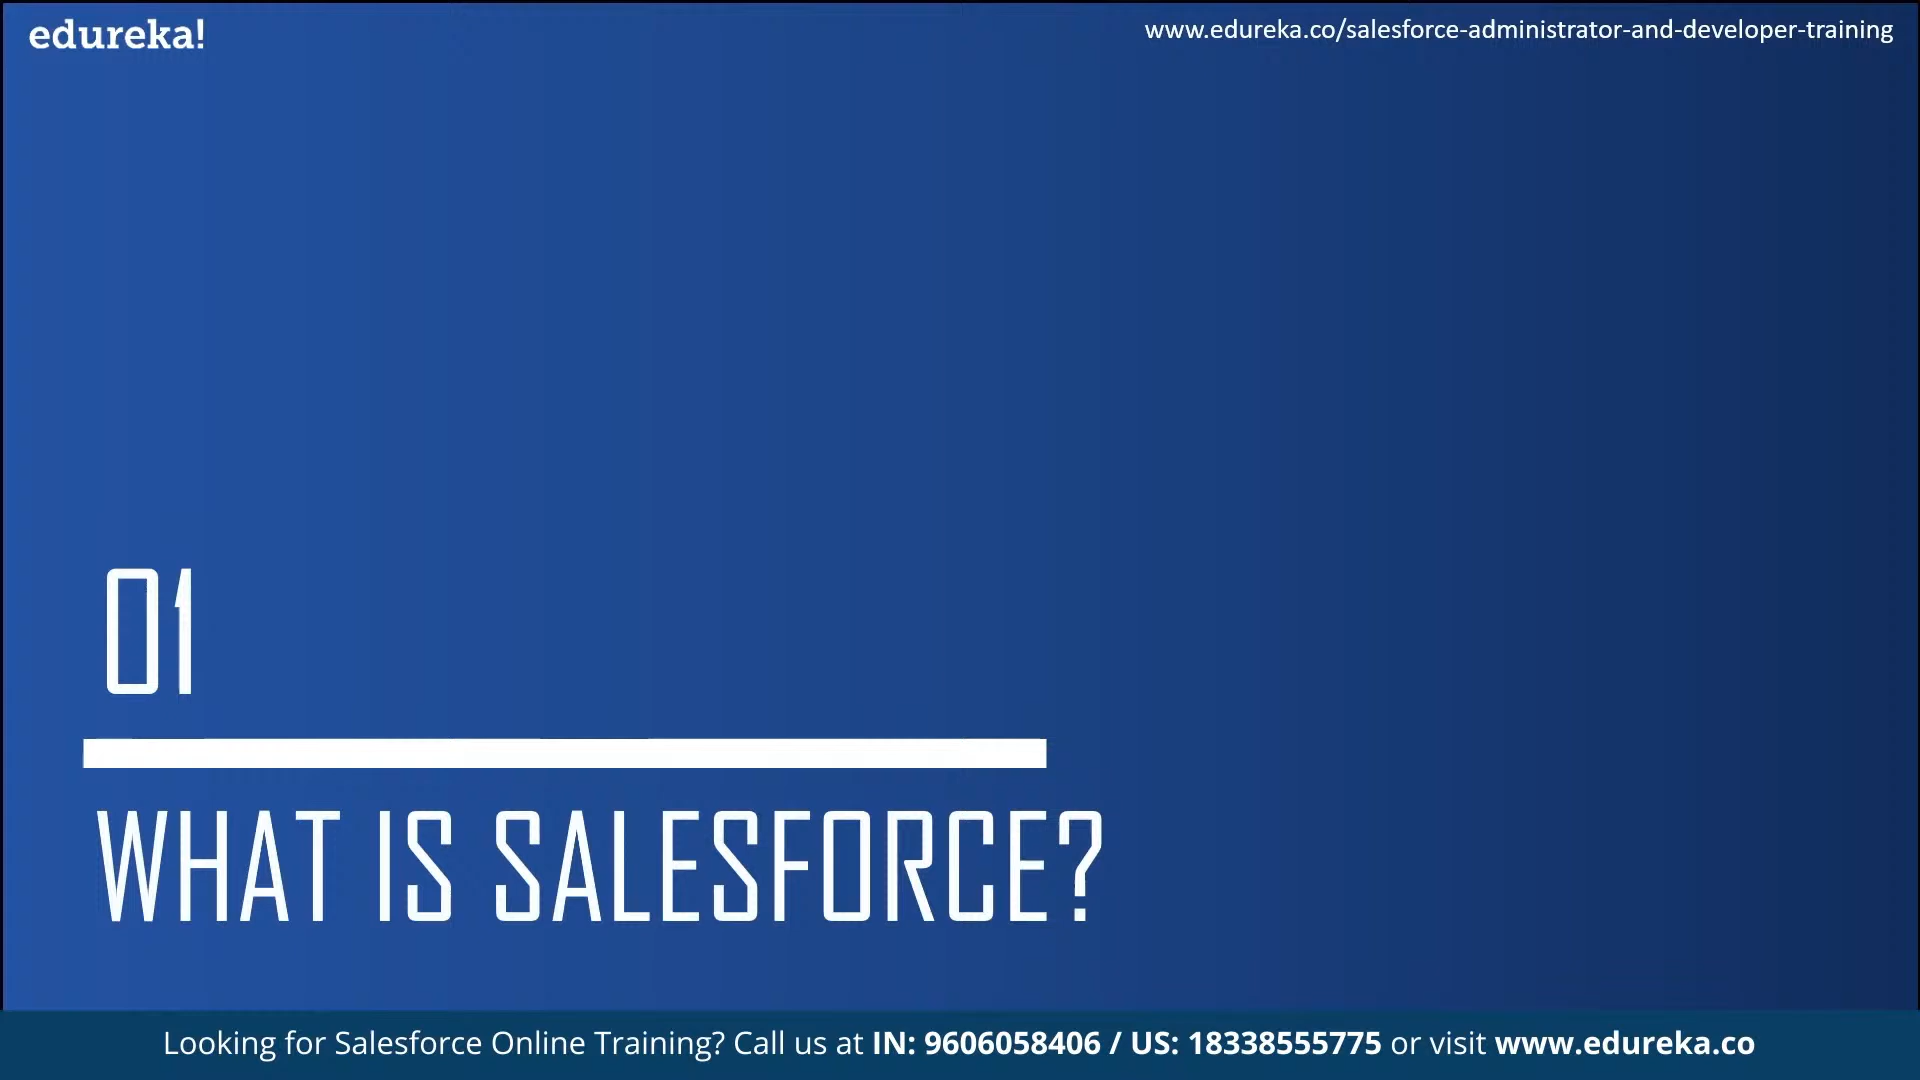 edureka!
www.edureka.co/salesforce-administrator-and-developer-training
01
WHAT IS SALESFORCE?
Looking for Salesforce Online Training? Call us at IN: 9606058406 / US: 18338555775 or visit www.edureka.co